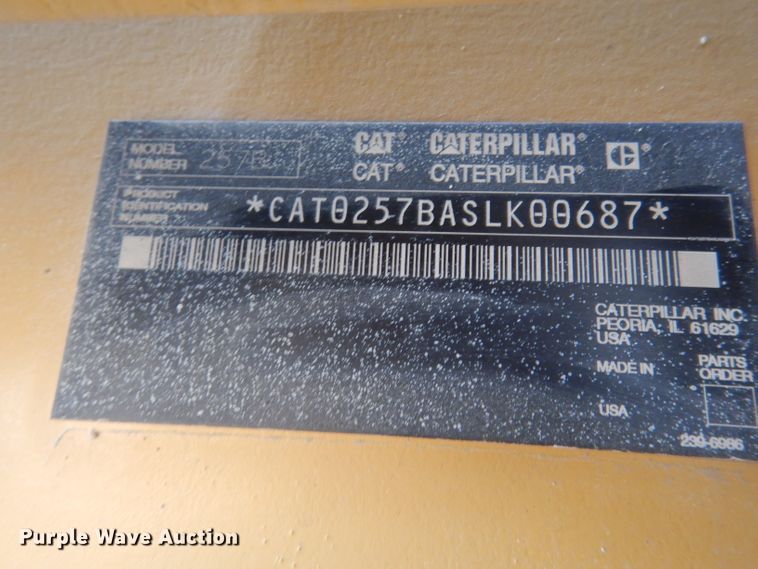 MODEL NUMBER 257B
CAT® CATERPILLAR®
CAT® CATERPILLAR®
PRODUCT IDENTIFICATION NUMBER
*CAT0257BASLK00687*
CATERPILLAR INC.
PEORIA, IL 61629
USA
MADE IN
USA
PARTS
ORDER
239-6986
Purple Wave Auction